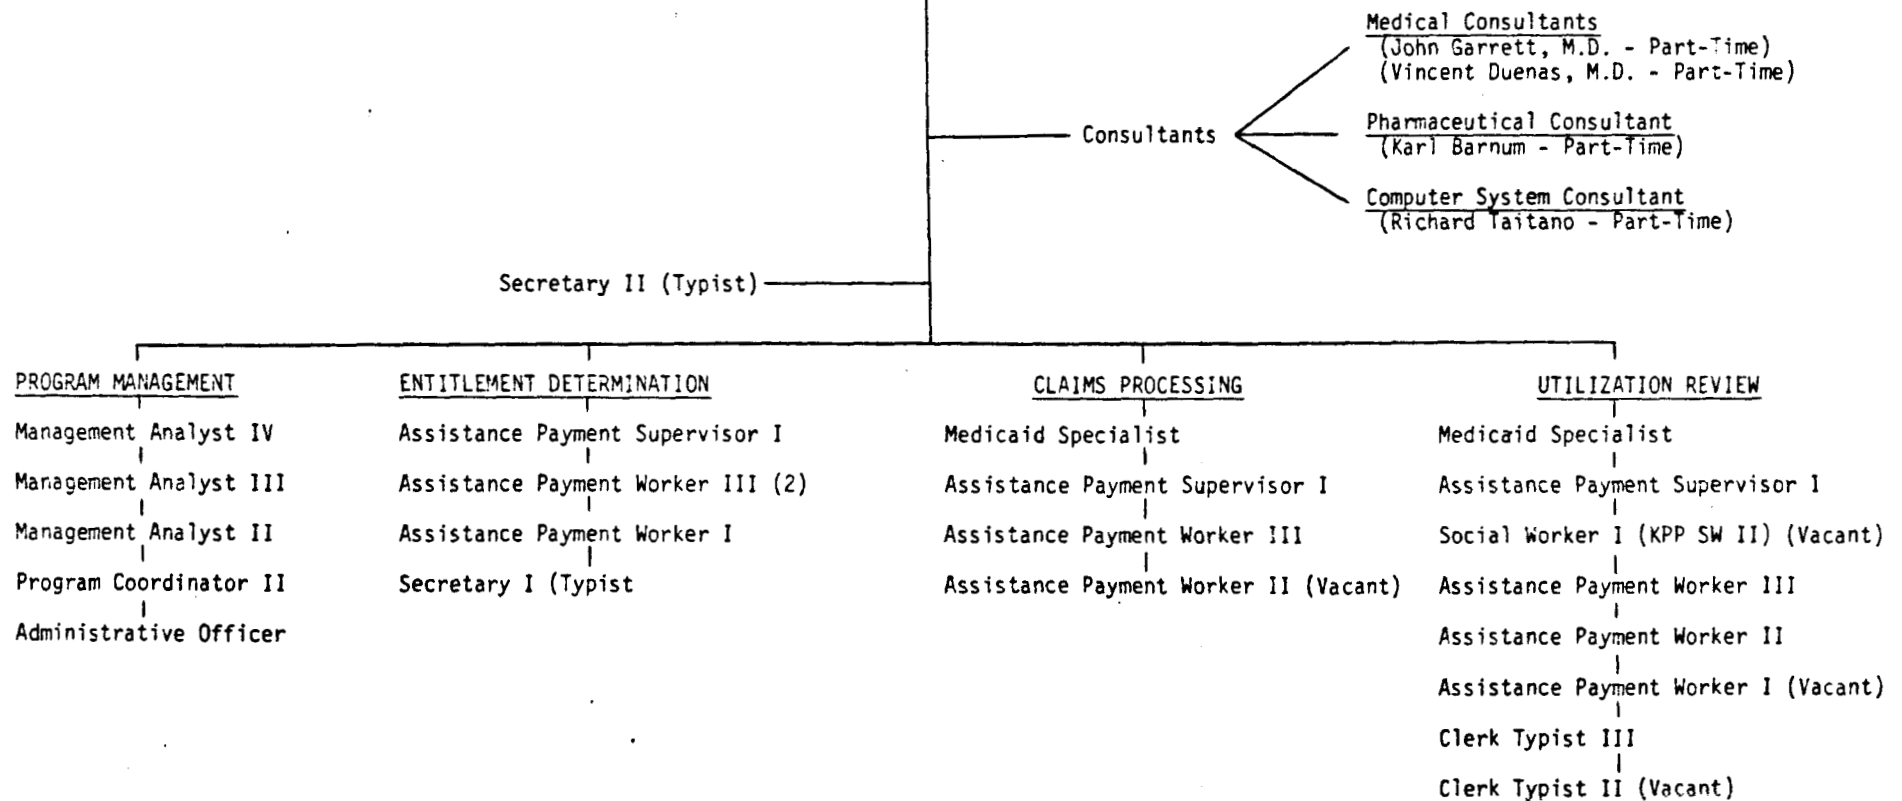 Medical Consultants
(John Garrett, M.D. - Part-Time)
(Vincent Duenas, M.D. - Part-Time)
Consultants
Pharmaceutical Consultant
(Karl Barnum - Part-Time)
Computer System Consultant
(Richard Taitano - Part-Time)
Secretary II (Typist)
PROGRAM MANAGEMENT
Management Analyst IV
Management Analyst III
Management Analyst II
Program Coordinator II
Administrative Officer
ENTITLEMENT DETERMINATION
Assistance Payment Supervisor I
Assistance Payment Worker III (2)
Assistance Payment Worker I
Secretary I (Typist
CLAIMS PROCESSING
Medicaid Specialist
Assistance Payment Supervisor I
Assistance Payment Worker III
Assistance Payment Worker II (Vacant)
UTILIZATION REVIEW
Medicaid Specialist
Assistance Payment Supervisor I
Social Worker I (KPP SW II) (Vacant)
Assistance Payment Worker III
Assistance Payment Worker II
Assistance Payment Worker I (Vacant)
Clerk Typist III
Clerk Typist II (Vacant)